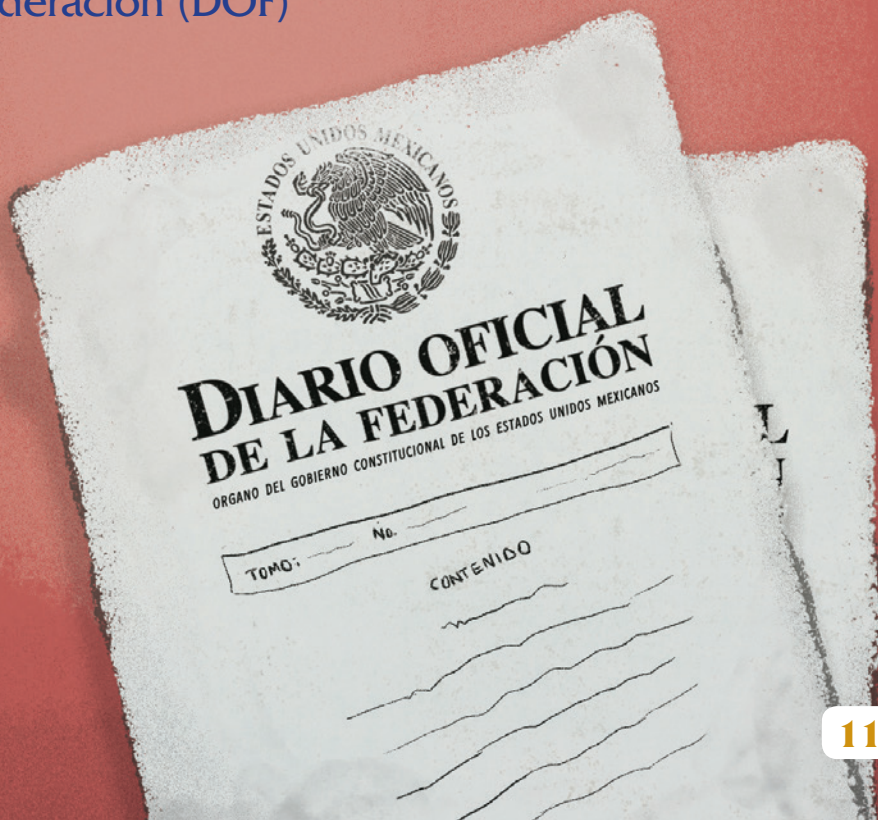 deración (DOF)
ESTADOS UNIDOS MEXICANOS
DIARIO OFICIAL
DE LA FEDERACIÓN
ORGANO DEL GOBIERNO CONSTITUCIONAL DE LOS ESTADOS UNIDOS MEXICANOS
TOMO: No.
CONTENIDO
L
11